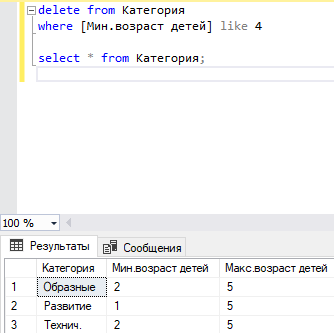 delete from Категория
where [Мин.возраст детей] like 4
select * from Категория;
100 %
Результаты Сообщения
Категория Мин.возраст детей Макс.возраст детей
1 Образные 2 5
2 Развитие 1 5
3 Технич. 2 5